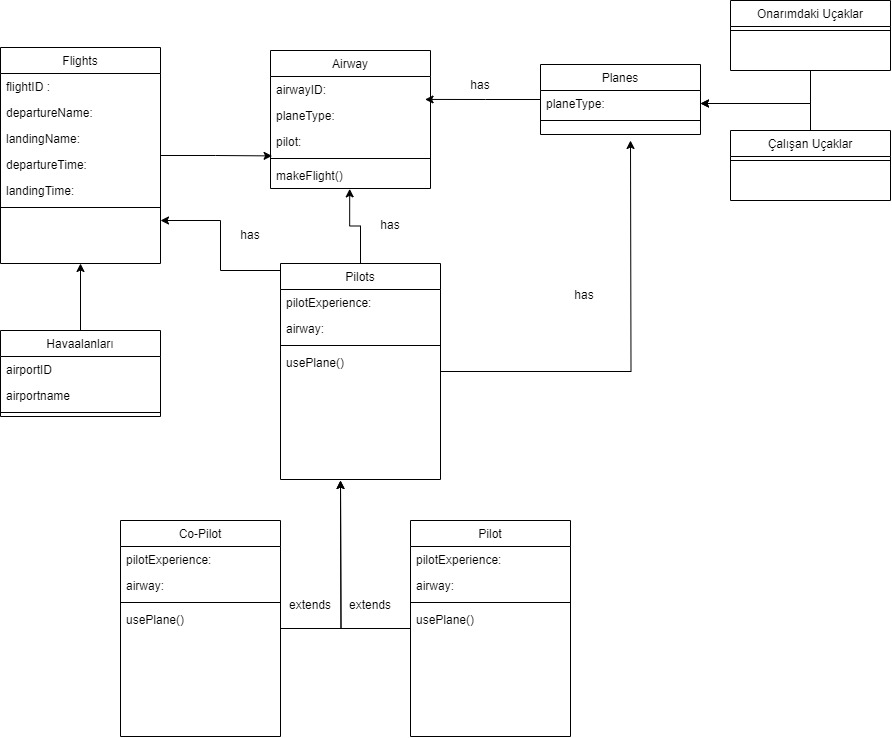 Onarımdaki Uçaklar
Flights
flightID :
departureName:
landingName:
departureTime:
landingTime:
Airway
airwayID:
planeType:
pilot:
makeFlight()
has
Planes
planeType:
Çalışan Uçaklar
has
has
has
Pilots
pilotExperience:
airway:
usePlane()
Havaalanları
airportID
airportname
Co-Pilot
pilotExperience:
airway:
usePlane()
extends
extends
Pilot
pilotExperience:
airway:
usePlane()